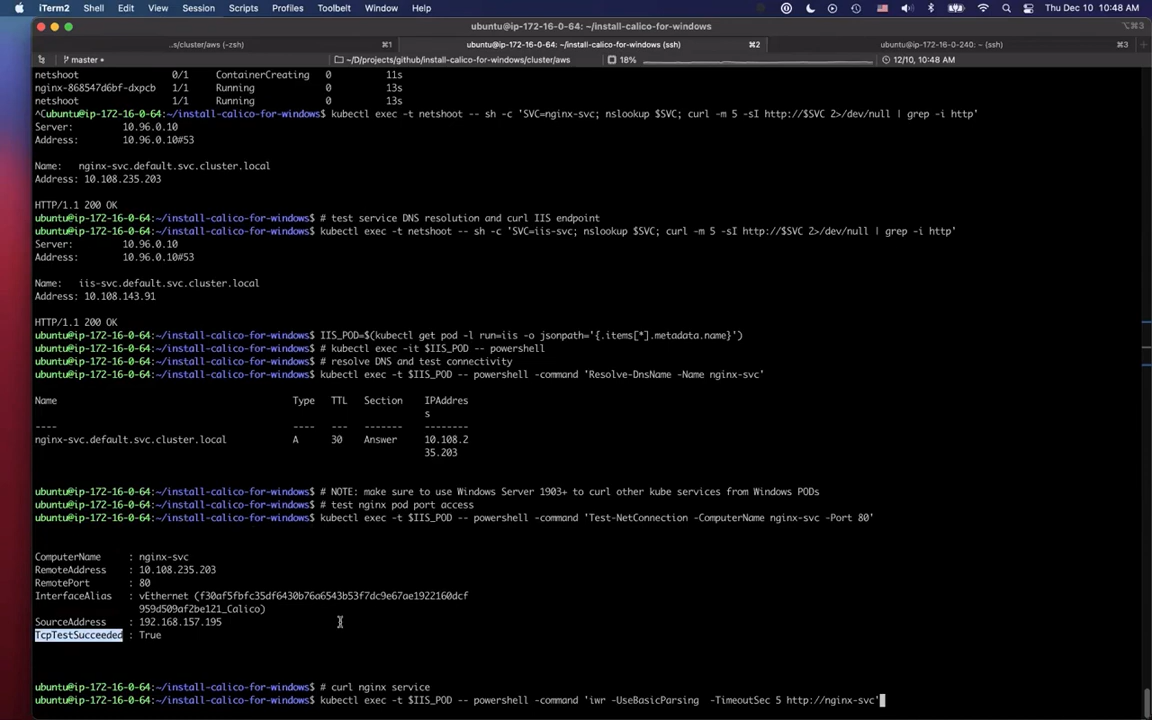 iTerm2 Shell Edit View Session Scripts Profiles Toolbelt Window Help Thu Dec 10 10:48 AM
ubuntu@ip-172-16-0-64: ~/install-calico-for-windows ⌥⌘3
..s/cluster/aws (-zsh) ⌘1 ubuntu@ip-172-16-0-64: ~/install-calico-for-windows (ssh) ⌘2 ubuntu@ip-172-16-0-240: ~ (ssh) ⌘3
master • ~/D/projects/github/install-calico-for-windows/cluster/aws 18% 12/10, 10:48 AM
netshoot 0/1 ContainerCreating 0 11s
nginx-868547d6bf-dxpcb 1/1 Running 0 13s
netshoot 1/1 Running 0 13s
^Cubuntu@ip-172-16-0-64:~/install-calico-for-windows$ kubectl exec -t netshoot -- sh -c 'SVC=nginx-svc; nslookup $SVC; curl -m 5 -sI http://$SVC 2>/dev/null | grep -i http'
Server: 10.96.0.10
Address: 10.96.0.10#53
Name: nginx-svc.default.svc.cluster.local
Address: 10.108.235.203
HTTP/1.1 200 OK
ubuntu@ip-172-16-0-64:~/install-calico-for-windows$ # test service DNS resolution and curl IIS endpoint
ubuntu@ip-172-16-0-64:~/install-calico-for-windows$ kubectl exec -t netshoot -- sh -c 'SVC=iis-svc; nslookup $SVC; curl -m 5 -sI http://$SVC 2>/dev/null | grep -i http'
Server: 10.96.0.10
Address: 10.96.0.10#53
Name: iis-svc.default.svc.cluster.local
Address: 10.108.143.91
HTTP/1.1 200 OK
ubuntu@ip-172-16-0-64:~/install-calico-for-windows$ IIS_POD=$(kubectl get pod -l run=iis -o jsonpath='{.items[*].metadata.name}')
ubuntu@ip-172-16-0-64:~/install-calico-for-windows$ # kubectl exec -it $IIS_POD -- powershell
ubuntu@ip-172-16-0-64:~/install-calico-for-windows$ # resolve DNS and test connectivity
ubuntu@ip-172-16-0-64:~/install-calico-for-windows$ kubectl exec -t $IIS_POD -- powershell -command 'Resolve-DnsName -Name nginx-svc'
Name Type TTL Section IPAddres
s
---- ---- --- ------- --------
nginx-svc.default.svc.cluster.local A 30 Answer 10.108.2
35.203
ubuntu@ip-172-16-0-64:~/install-calico-for-windows$ # NOTE: make sure to use Windows Server 1903+ to curl other kube services from Windows PODs
ubuntu@ip-172-16-0-64:~/install-calico-for-windows$ # test nginx pod port access
ubuntu@ip-172-16-0-64:~/install-calico-for-windows$ kubectl exec -t $IIS_POD -- powershell -command 'Test-NetConnection -ComputerName nginx-svc -Port 80'
ComputerName : nginx-svc
RemoteAddress : 10.108.235.203
RemotePort : 80
InterfaceAlias : vEthernet (f30af5fbfc35df6430b76a6543b53f7dc9e67ae1922160dcf
959d509af2be121_Calico)
SourceAddress : 192.168.157.195
TcpTestSucceeded : True
ubuntu@ip-172-16-0-64:~/install-calico-for-windows$ # curl nginx service
ubuntu@ip-172-16-0-64:~/install-calico-for-windows$ kubectl exec -t $IIS_POD -- powershell -command 'iwr -UseBasicParsing -TimeoutSec 5 http://nginx-svc'